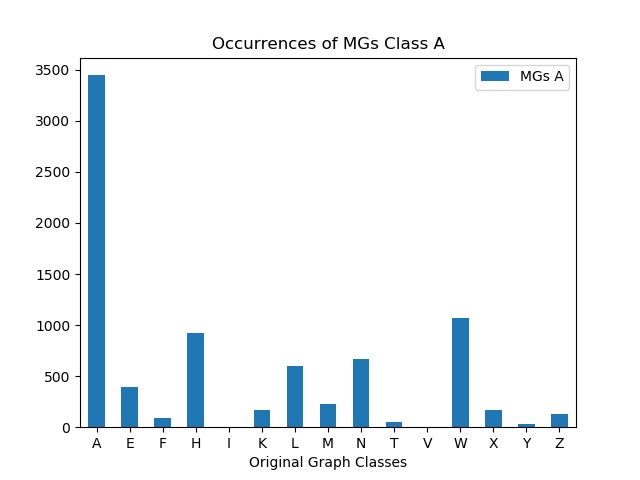 Occurrences of MGs Class A
MGs A
3500
3000
2500
2000
1500
1000
500
0
A E F H I K L M N T V W X Y Z
Original Graph Classes